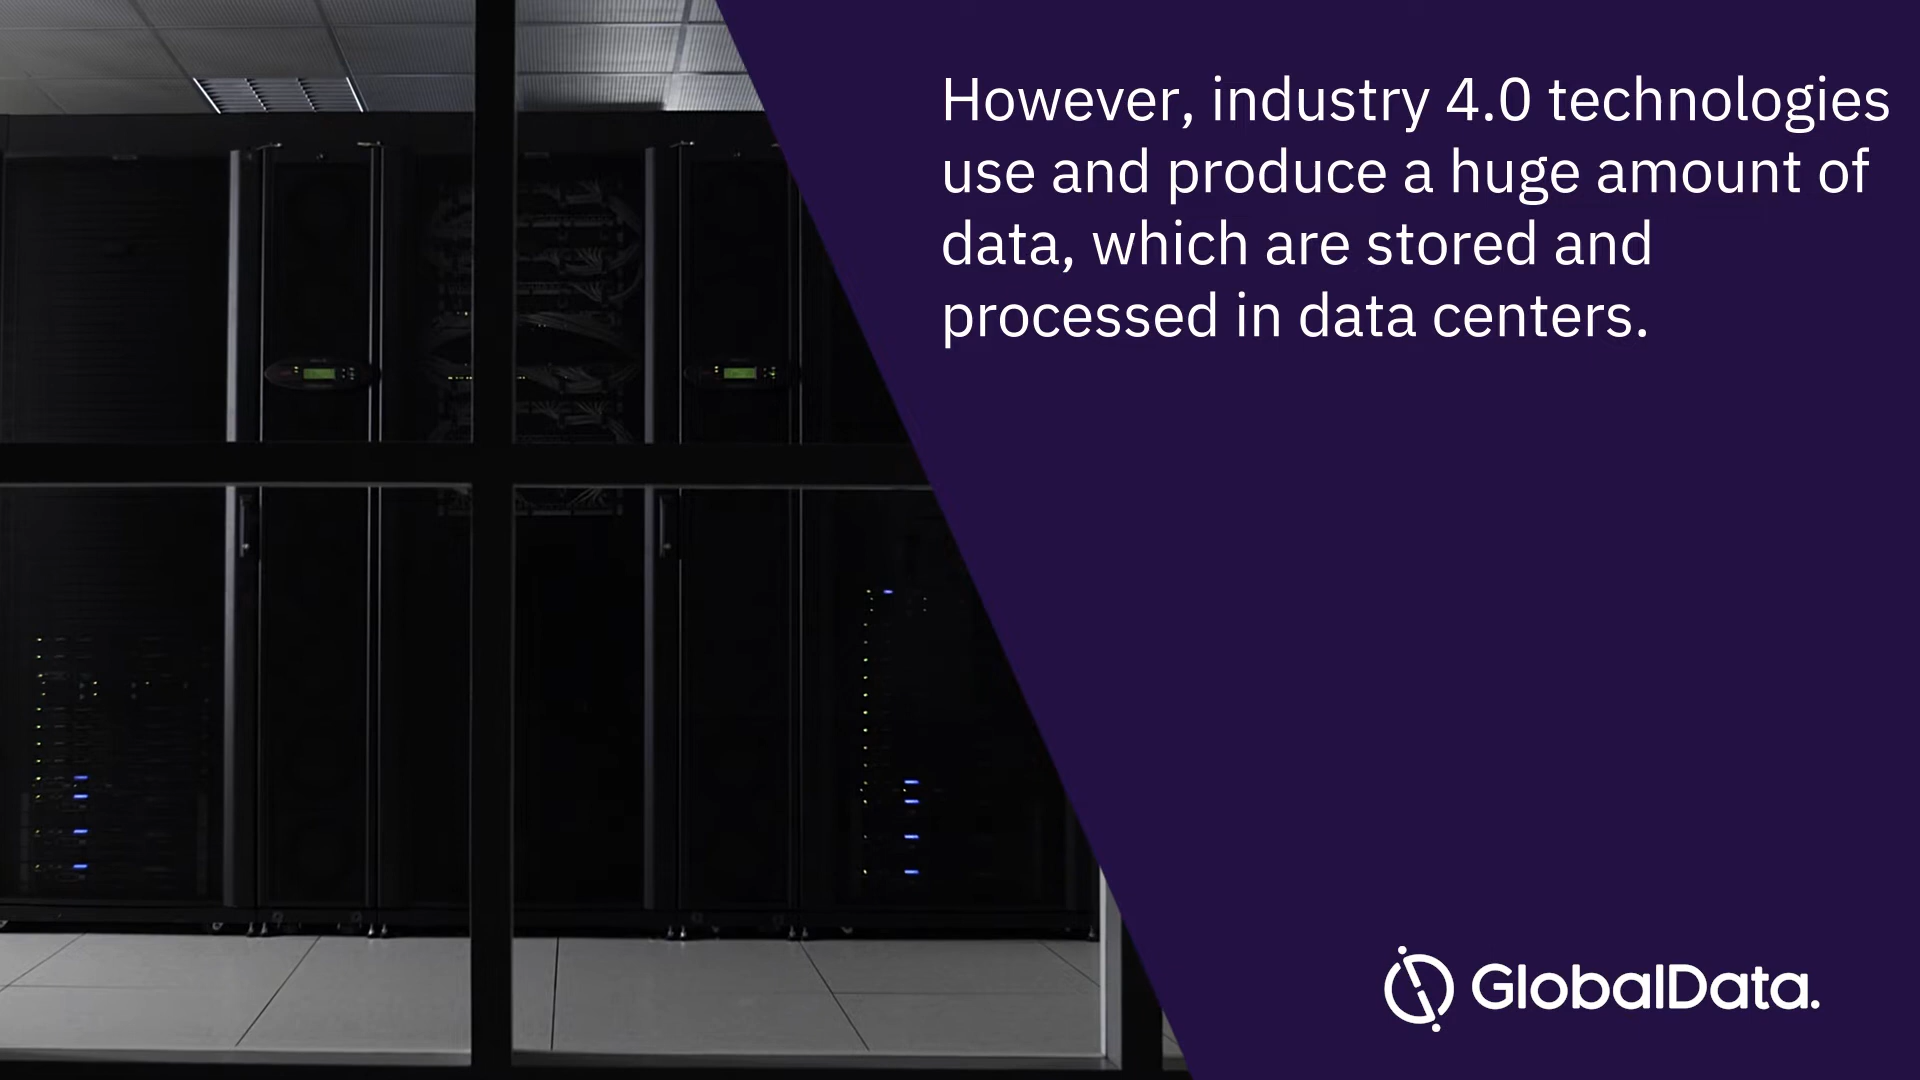 However, industry 4.0 technologies
use and produce a huge amount of
data, which are stored and
processed in data centers.
GlobalData.